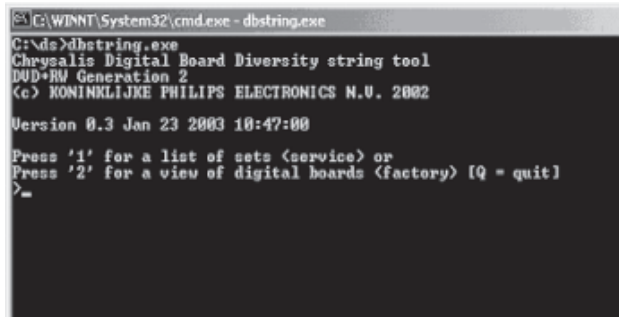 C:\WINNT\System32\cmd.exe - dbstring.exe
C:\ds>dbstring.exe
Chrysalis Digital Board Diversity string tool
DVD+RW Generation 2
(c) KONINKLIJKE PHILIPS ELECTRONICS N.V. 2002
Version 0.3 Jan 23 2003 10:47:00
Press '1' for a list of sets (service) or
Press '2' for a view of digital boards (factory) [Q = quit]
>_